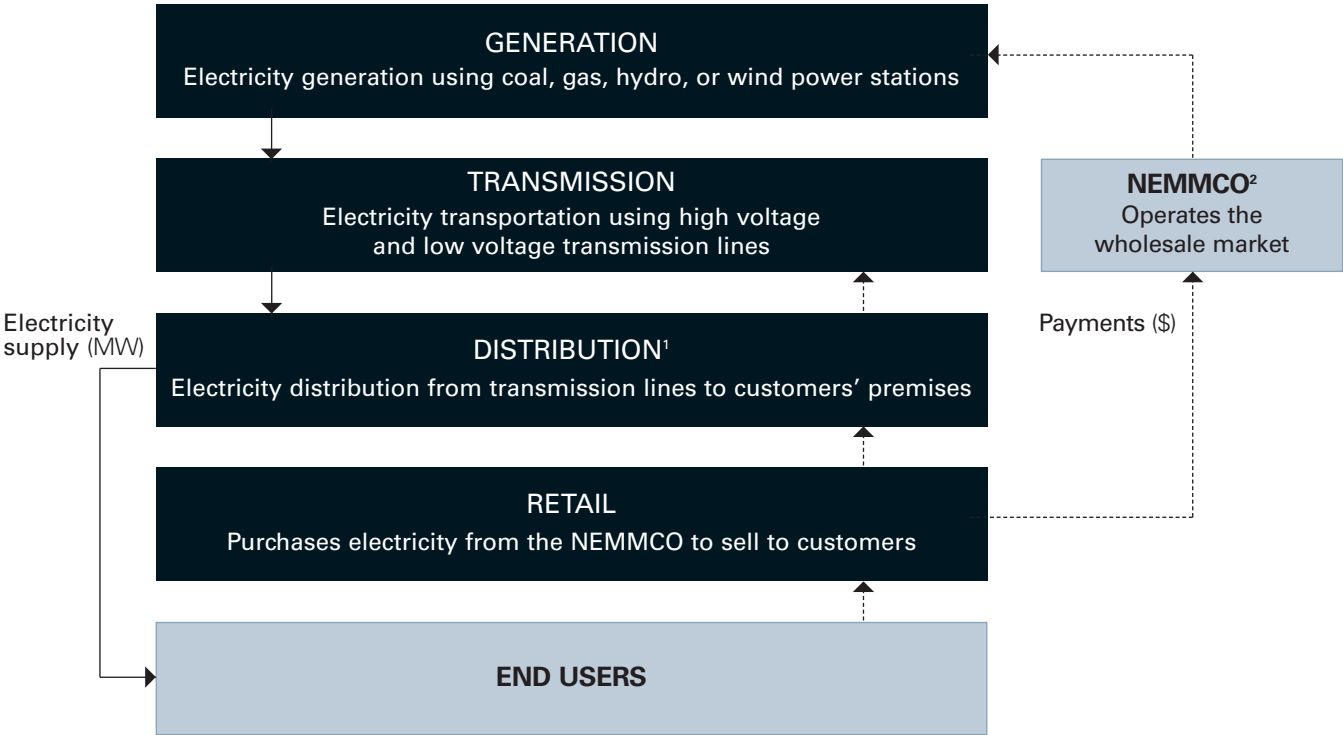 GENERATION
Electricity generation using coal, gas, hydro, or wind power stations
TRANSMISSION
Electricity transportation using high voltage
and low voltage transmission lines
NEMMCO²
Operates the
wholesale market
Electricity
supply (MW)
DISTRIBUTION¹
Electricity distribution from transmission lines to customers’ premises
Payments ($)
RETAIL
Purchases electricity from the NEMMCO to sell to customers
END USERS